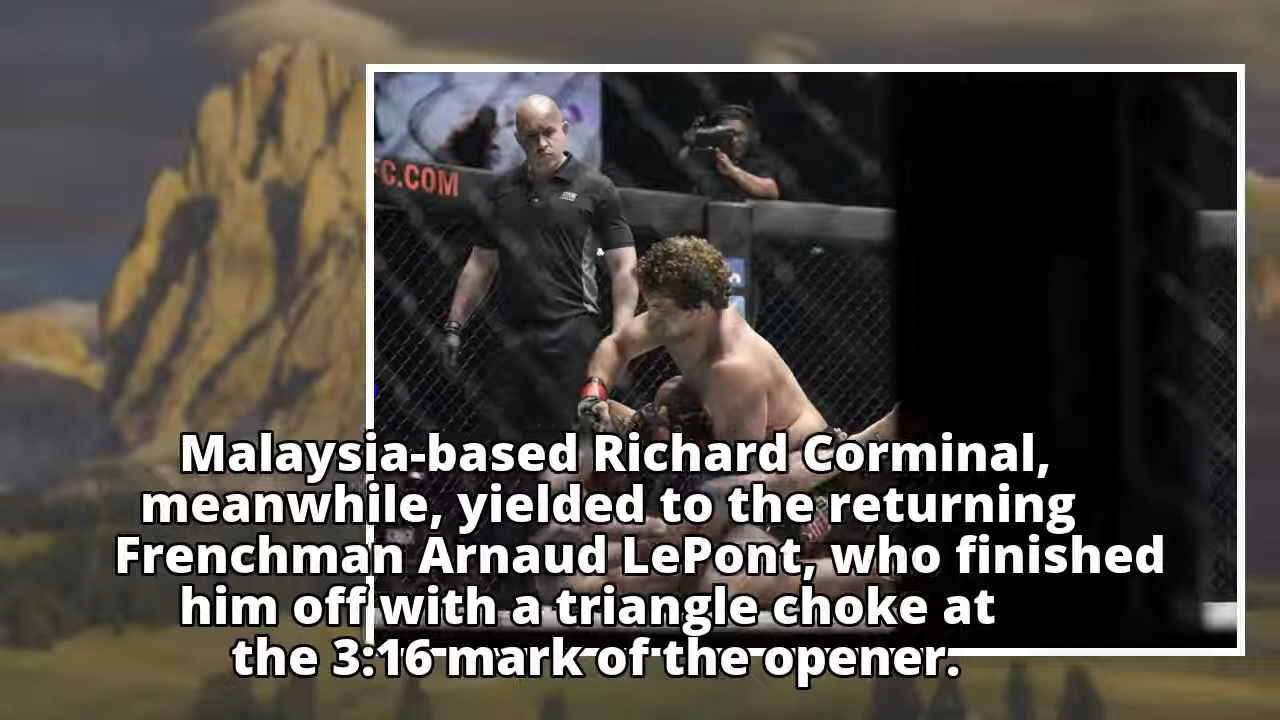 C.COM
ONE
Malaysia-based Richard Corminal,
meanwhile, yielded to the returning
Frenchman Arnaud LePont, who finished
him off with a triangle choke at
the 3:16 mark of the opener.